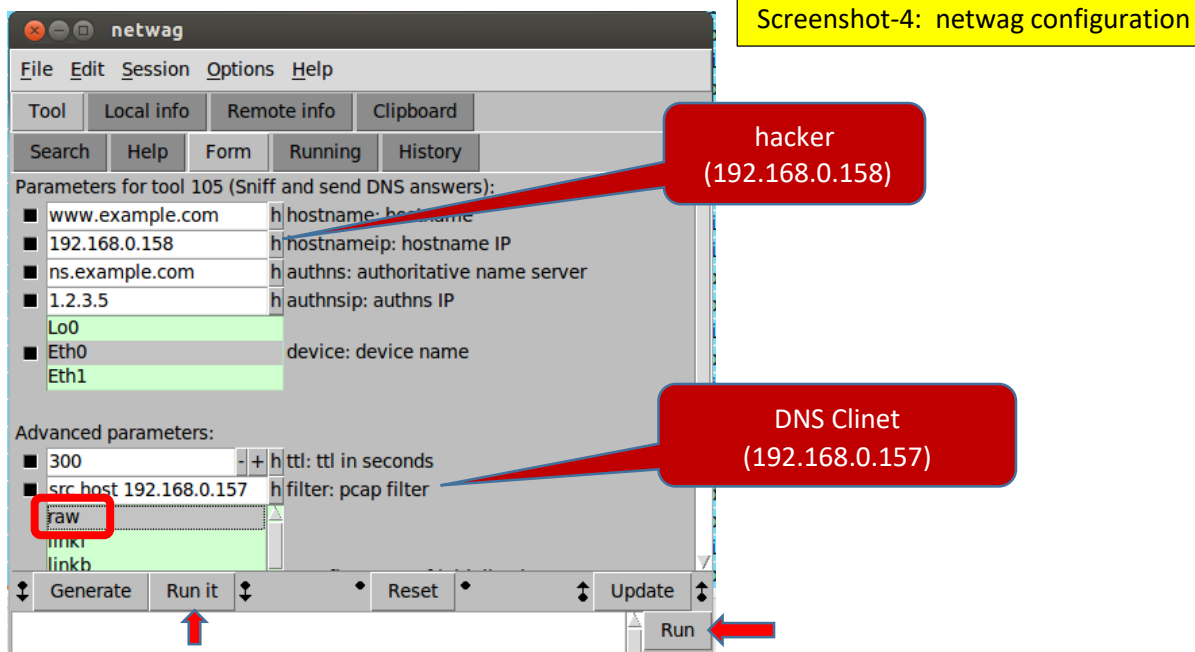 Screenshot-4: netwag configuration
netwag
File Edit Session Options Help
Tool Local info Remote info Clipboard
Search Help Form Running History
hacker
(192.168.0.158)
Parameters for tool 105 (Sniff and send DNS answers):
www.example.com h hostname: hostname
192.168.0.158 h hostnameip: hostname IP
ns.example.com h authns: authoritative name server
1.2.3.5 h authnsip: authns IP
Lo0
Eth0 device: device name
Eth1
DNS Clinet
(192.168.0.157)
Advanced parameters:
300 - + h ttl: ttl in seconds
src host 192.168.0.157 h filter: pcap filter
raw
linkf
linkb
Generate Run it Reset Update
Run